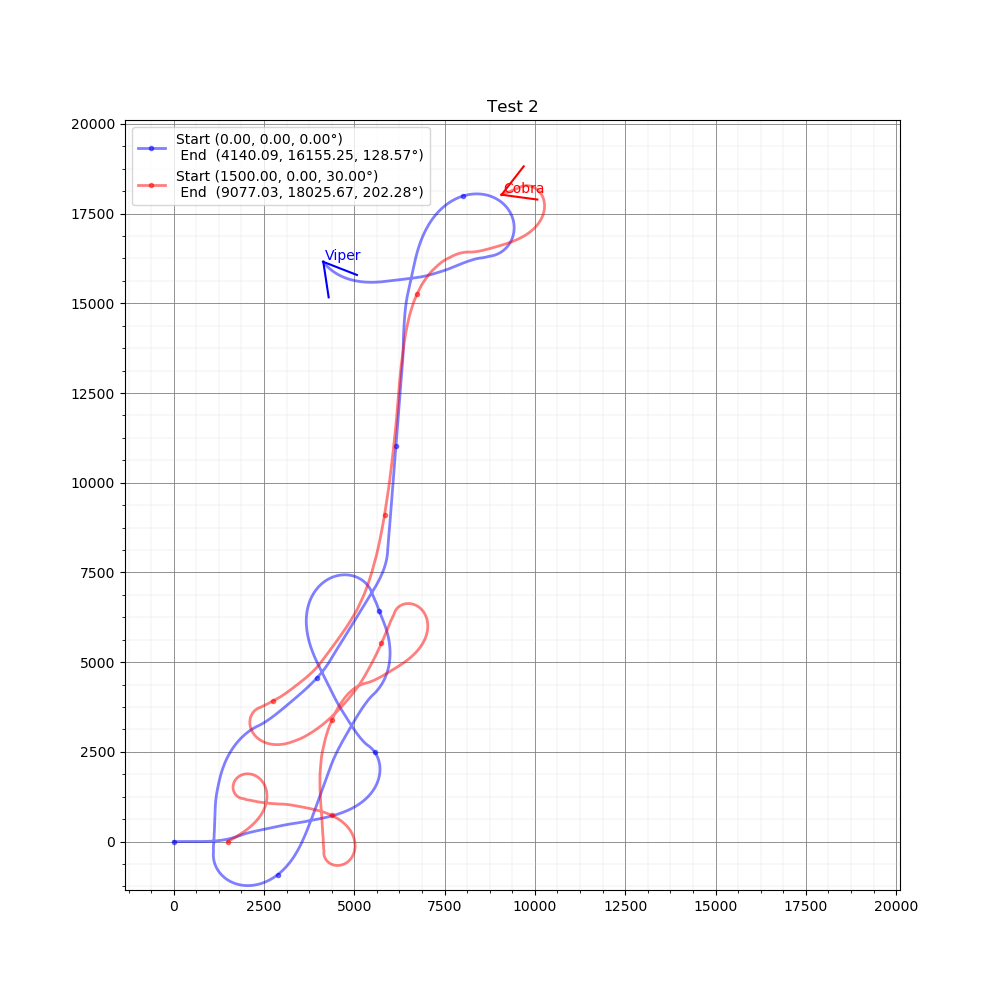 Test 2
20000
17500
15000
12500
10000
7500
5000
2500
0
Start (0.00, 0.00, 0.00°)
End (4140.09, 16155.25, 128.57°)
Start (1500.00, 0.00, 30.00°)
End (9077.03, 18025.67, 202.28°)
Cobra
Viper
0 2500 5000 7500 10000 12500 15000 17500 20000